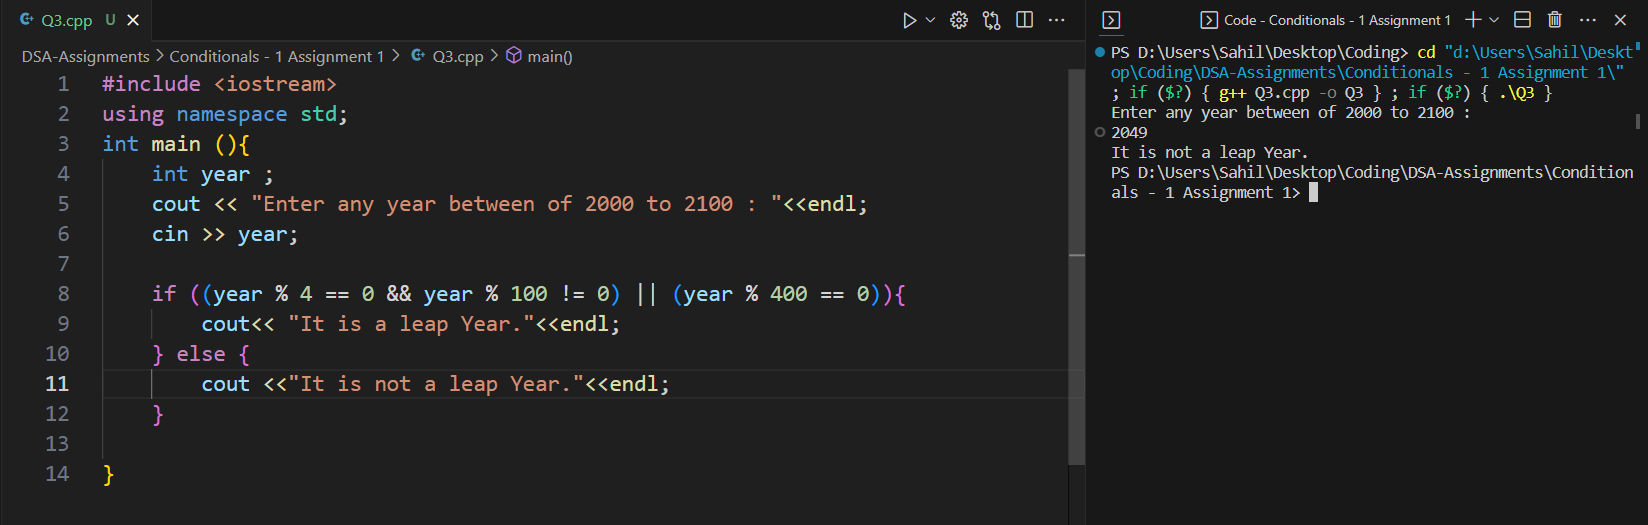 Q3.cpp U
DSA-Assignments > Conditionals - 1 Assignment 1 > Q3.cpp > main()
1 #include <iostream>
2 using namespace std;
3 int main (){
4     int year ;
5     cout << "Enter any year between of 2000 to 2100 : "<<endl;
6     cin >> year;
7
8     if ((year % 4 == 0 && year % 100 != 0) || (year % 400 == 0)){
9         cout<< "It is a leap Year."<<endl;
10     } else {
11         cout <<"It is not a leap Year."<<endl;
12     }
13
14 }
Code - Conditionals - 1 Assignment 1
PS D:\Users\Sahil\Desktop\Coding> cd "d:\Users\Sahil\Deskt
op\Coding\DSA-Assignments\Conditionals - 1 Assignment 1\"
; if ($?) { g++ Q3.cpp -o Q3 } ; if ($?) { .\Q3 }
Enter any year between of 2000 to 2100 :
2049
It is not a leap Year.
PS D:\Users\Sahil\Desktop\Coding\DSA-Assignments\Condition
als - 1 Assignment 1>